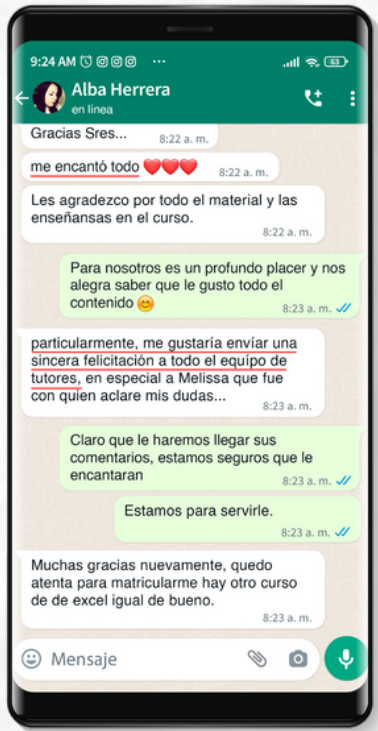 9:24 AM
63
Alba Herrera
en línea
Gracias Sres...
8:22 a. m.
me encantó todo ❤️❤️❤️
8:22 a. m.
Les agradezco por todo el material y las
enseñansas en el curso.
8:22 a. m.
Para nosotros es un profundo placer y nos
alegra saber que le gusto todo el
contenido 😊
8:23 a. m.
particularmente, me gustaría envíar una
sincera felicitación a todo el equípo de
tutores, en especial a Melissa que fue
con quien aclare mis dudas...
8:23 a. m.
Claro que le haremos llegar sus
comentarios, estamos seguros que le
encantaran
8:23 a. m.
Estamos para servirle.
8:23 a. m.
Muchas gracias nuevamente, quedo
atenta para matricularme hay otro curso
de de excel igual de bueno.
8:23 a. m.
Mensaje